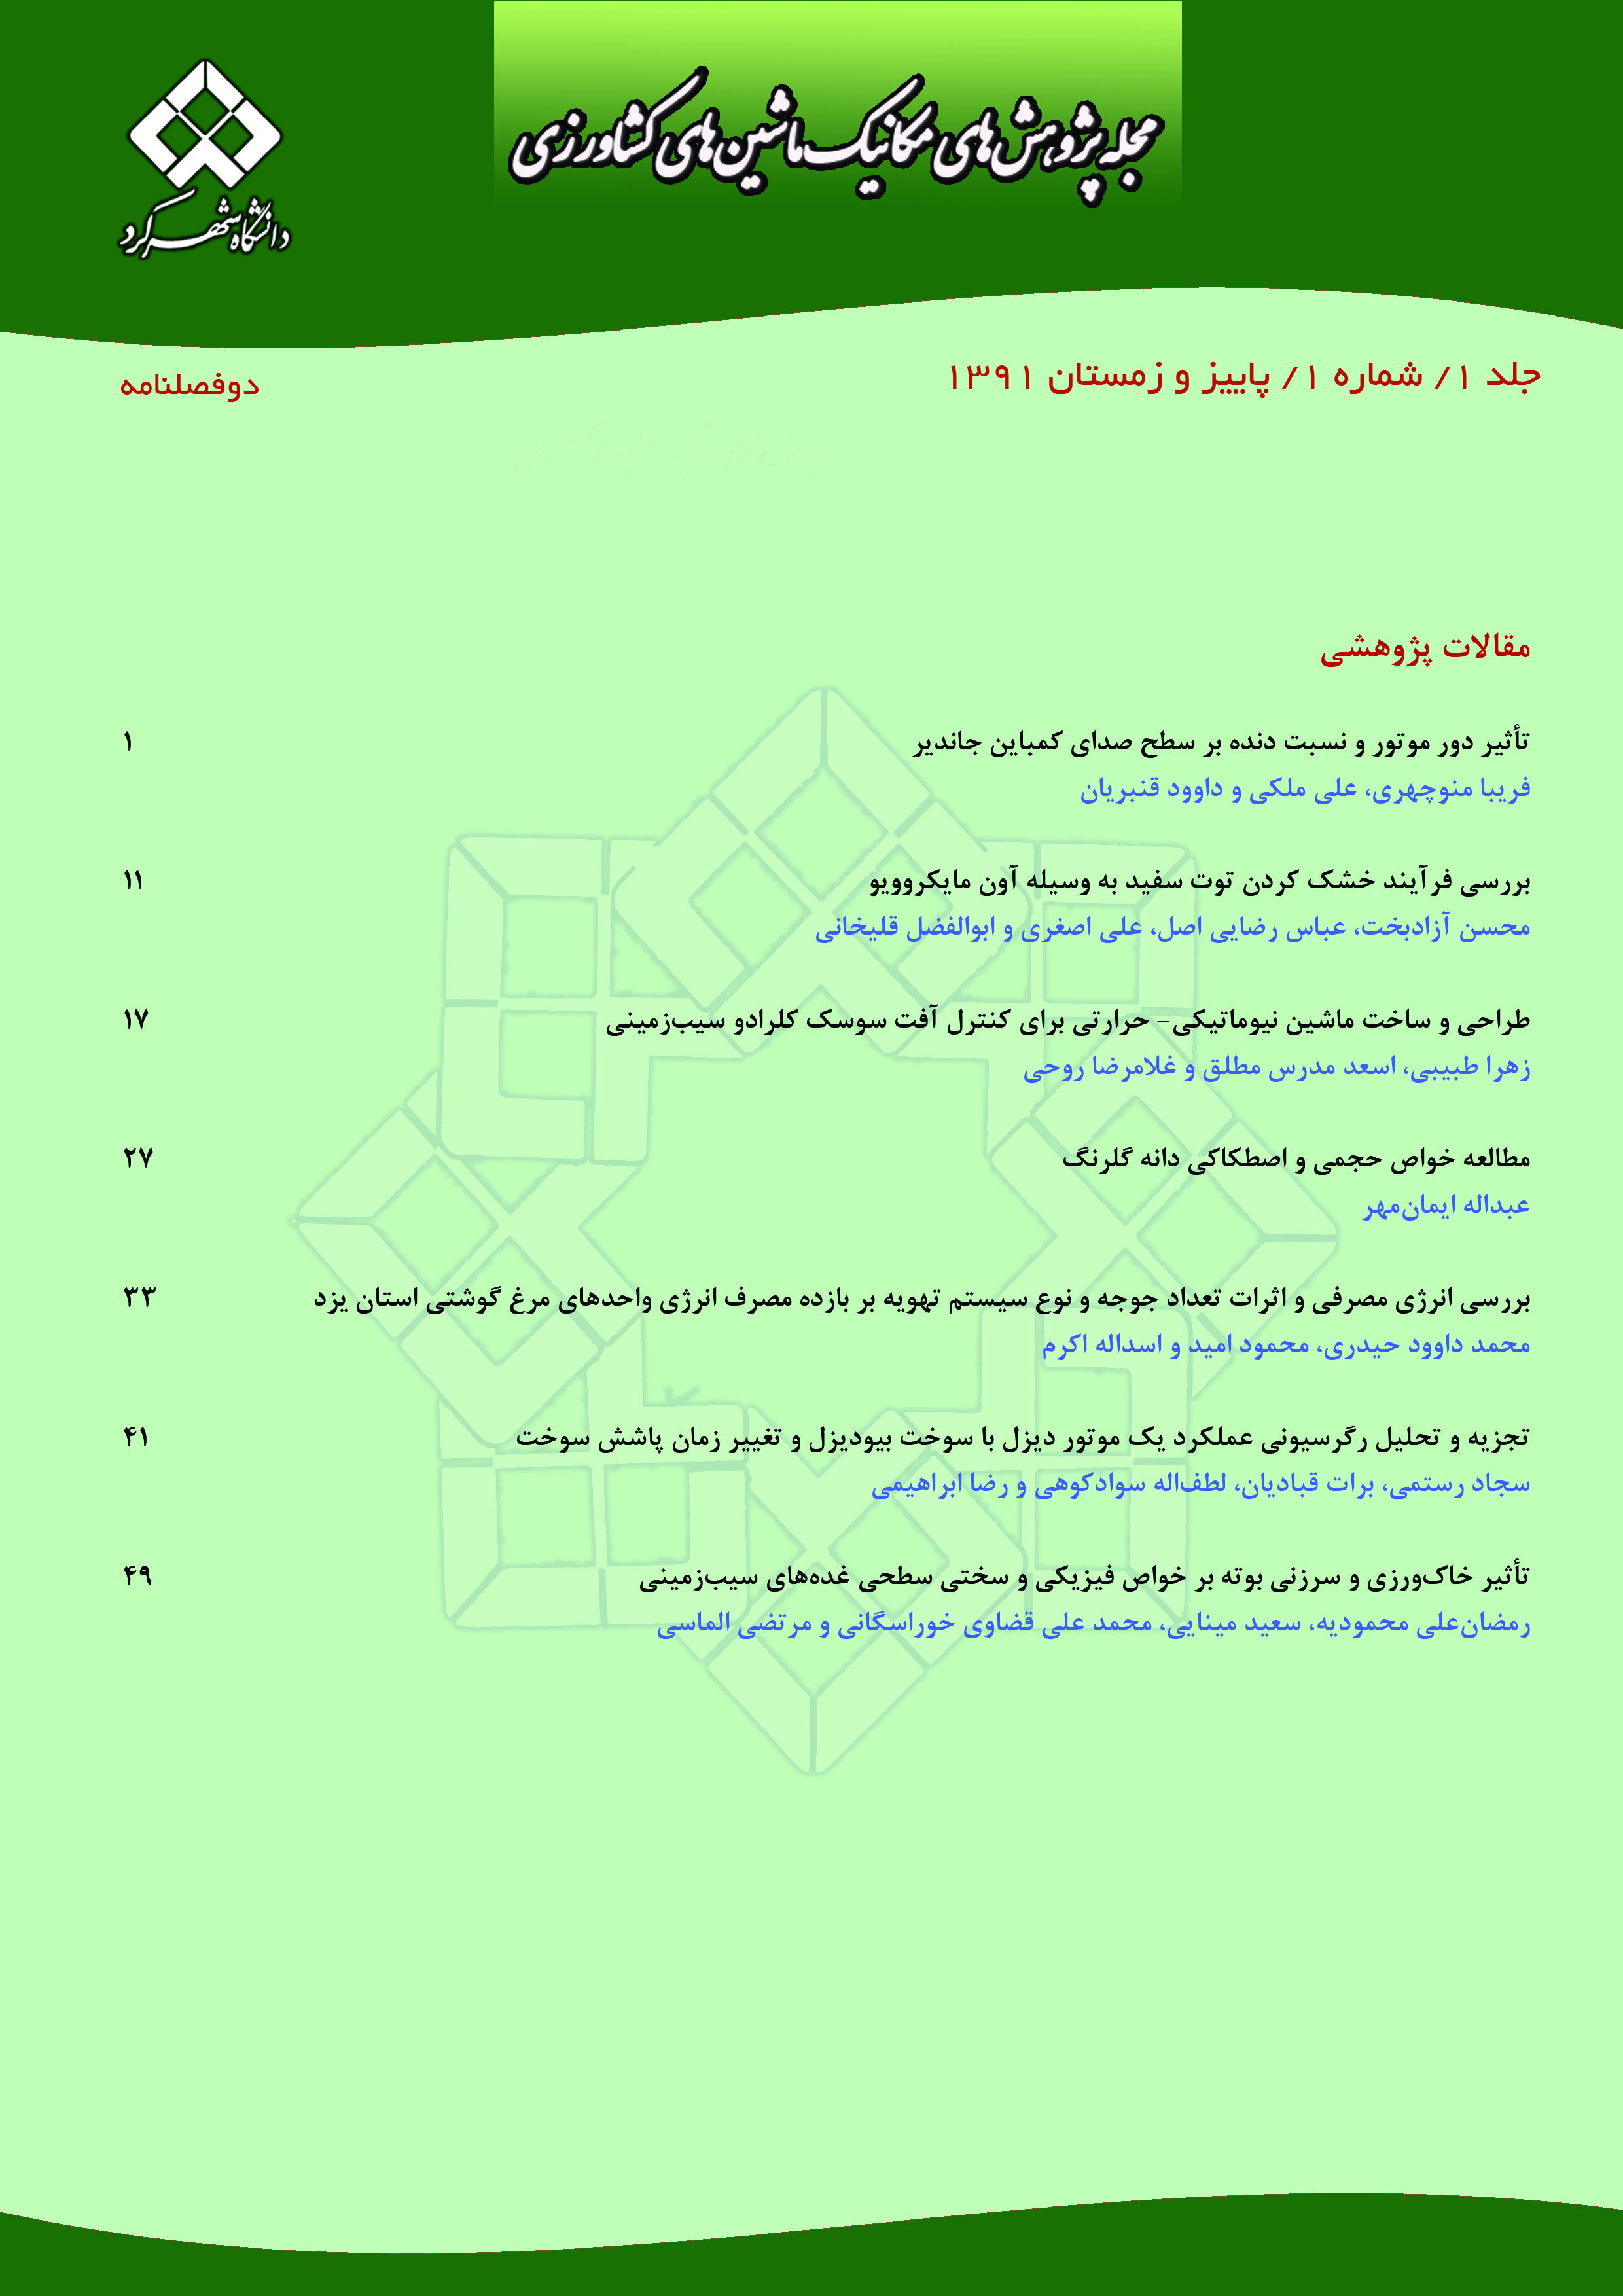 مجله پژوهش های مکانیک ماشین های کشاورزی
دانشگاه شهرکرد
جلد ۱/ شماره ۱/ پاییز و زمستان ۱۳۹۱
دوفصلنامه
مقالات پژوهشی
تأثیر دور موتور و نسبت دنده بر سطح صدای کمباین جاندیر ۱
فریبا منوچهری، علی ملکی و داوود قنبریان
بررسی فرآیند خشک کردن توت سفید به وسیله آون مایکروویو ۱۱
محسن آزادبخت، عباس رضایی اصل، علی اصغری و ابوالفضل قلیخانی
طراحی و ساخت ماشین نیوماتیکی- حرارتی برای کنترل آفت سوسک کلرادو سیب‌زمینی ۱۷
زهرا طبیبی، اسعد مدرس مطلق و غلامرضا روحی
مطالعه خواص حجمی و اصطکاکی دانه گلرنگ ۲۷
عبداله ایمان‌مهر
بررسی انرژی مصرفی و اثرات تعداد جوجه و نوع سیستم تهویه بر بازده مصرف انرژی واحدهای مرغ گوشتی استان یزد ۳۳
محمد داوود حیدری، محمود امید و اسداله اکرم
تجزیه و تحلیل رگرسیونی عملکرد یک موتور دیزل با سوخت بیودیزل و تغییر زمان پاشش سوخت ۴۱
سجاد رستمی، برات قبادیان، لطف‌اله سوادکوهی و رضا ابراهیمی
تأثیر خاک‌ورزی و سرزنی بوته بر خواص فیزیکی و سختی سطحی غده‌های سیب‌زمینی ۴۹
رمضان‌علی محمودیه، سعید مینایی، محمد علی قضاوی خوراسگانی و مرتضی الماسی